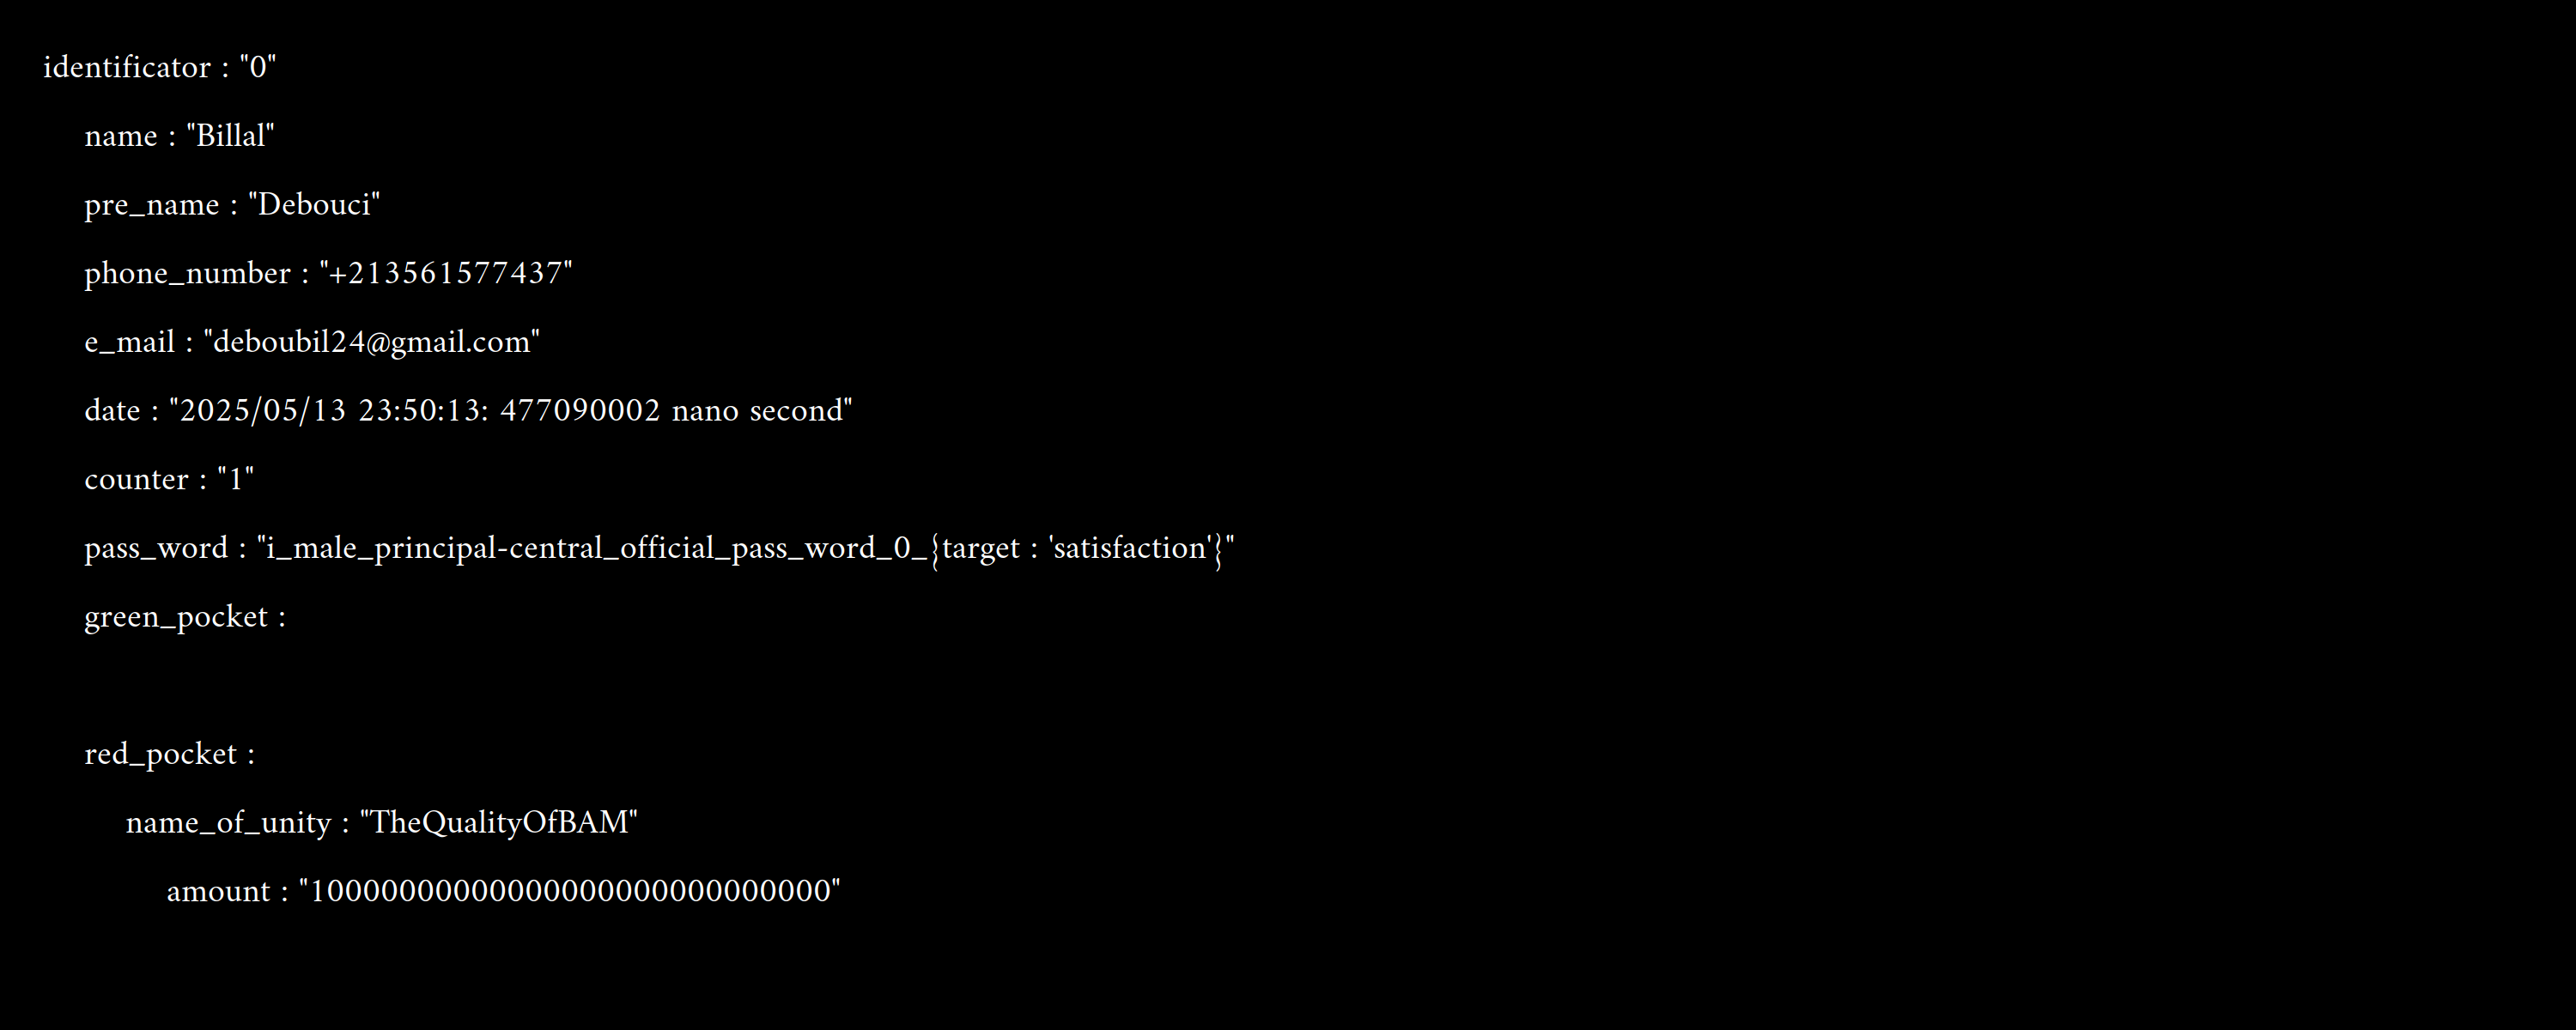 identificator : "0"
name : "Billal"
pre_name : "Debouci"
phone_number : "+213561577437"
e_mail : "deboubil24@gmail.com"
date : "2025/05/13 23:50:13: 477090002 nano second"
counter : "1"
pass_word : "i_male_principal-central_official_pass_word_0_{target : 'satisfaction'}"
green_pocket :
red_pocket :
name_of_unity : "TheQualityOfBAM"
amount : "10000000000000000000000000000"